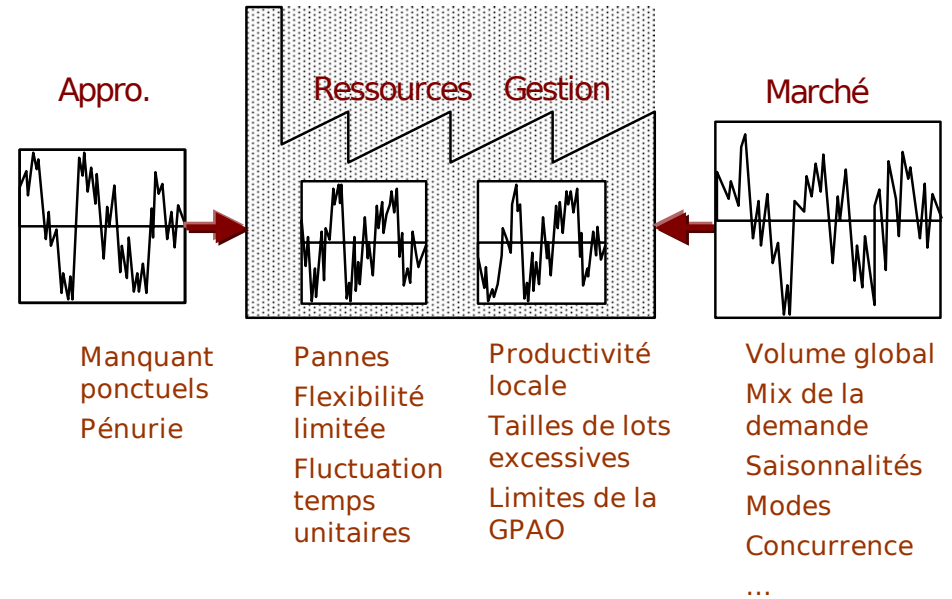 Appro.
Ressources
Gestion
Marché
Manquant
ponctuels
Pénurie
Pannes
Flexibilité
limitée
Fluctuation
temps
unitaires
Productivité
locale
Tailles de lots
excessives
Limites de la
GPAO
Volume global
Mix de la
demande
Saisonnalités
Modes
Concurrence
...